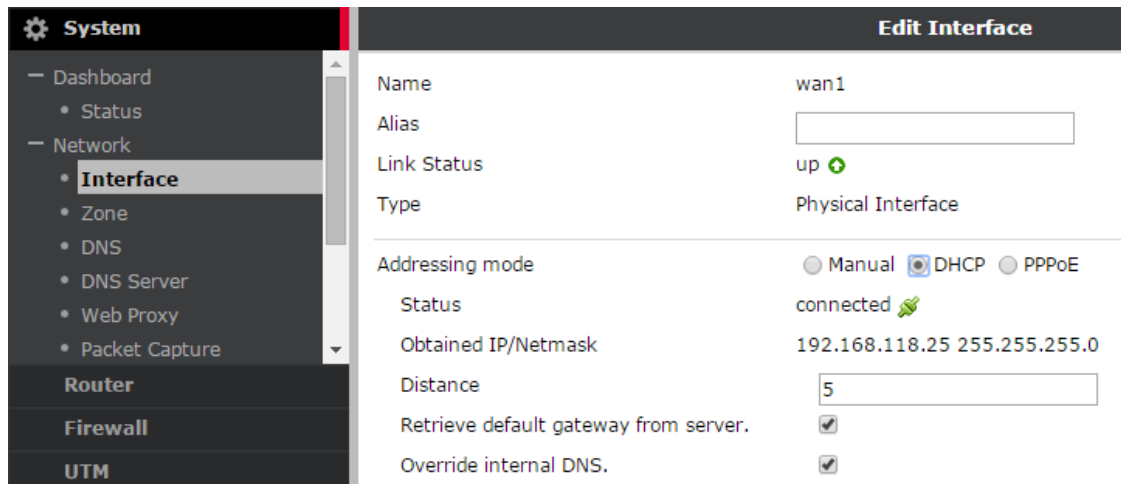 System
Dashboard
Status
Network
Interface
Zone
DNS
DNS Server
Web Proxy
Packet Capture
Router
Firewall
UTM
Edit Interface
Name wan1
Alias
Link Status up
Type Physical Interface
Addressing mode Manual DHCP PPPoE
Status connected
Obtained IP/Netmask 192.168.118.25 255.255.255.0
Distance 5
Retrieve default gateway from server.
Override internal DNS.